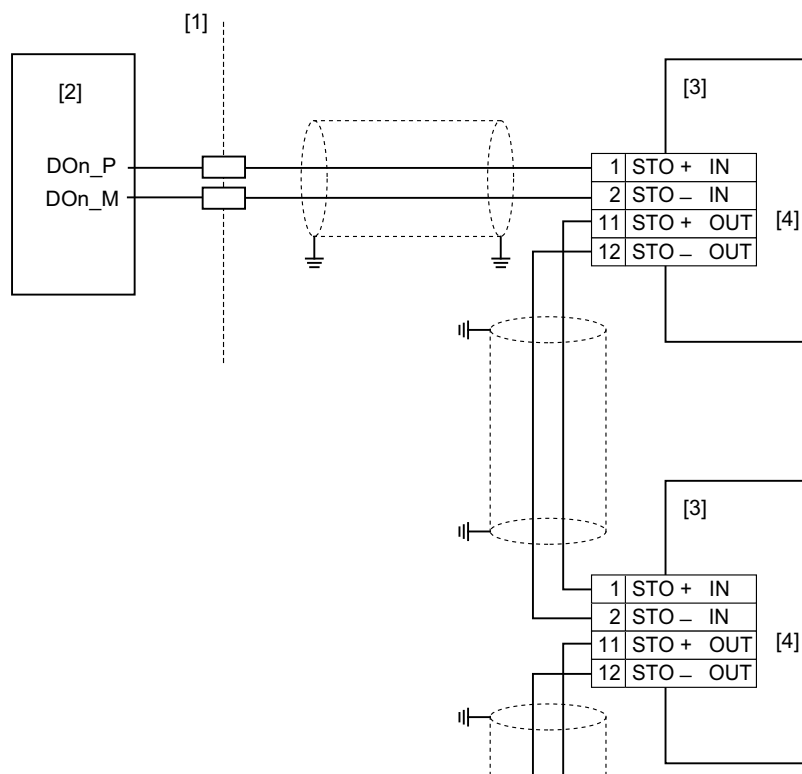 [1]
[2]
DOn_P
DOn_M
[3]
1 STO + IN
2 STO – IN
11 STO + OUT
12 STO – OUT
[4]
[3]
1 STO + IN
2 STO – IN
11 STO + OUT
12 STO – OUT
[4]